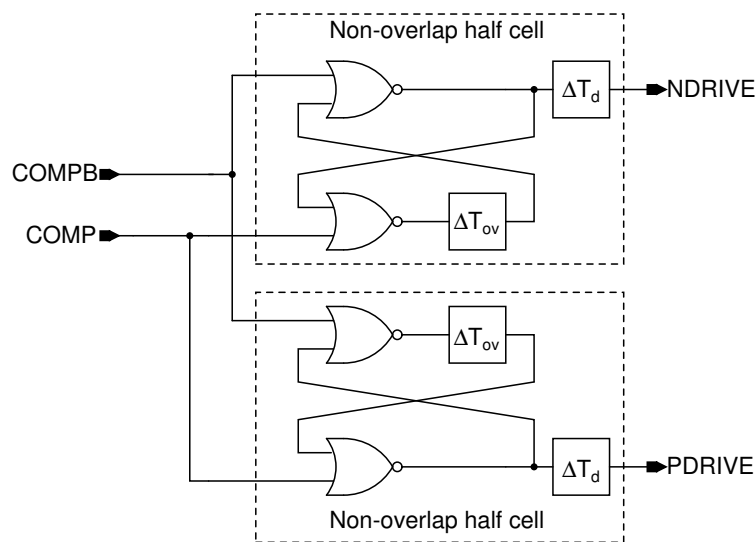 Non-overlap half cell
ΔT_d
NDRIVE
COMPB
COMP
ΔT_ov
ΔT_ov
ΔT_d
PDRIVE
Non-overlap half cell